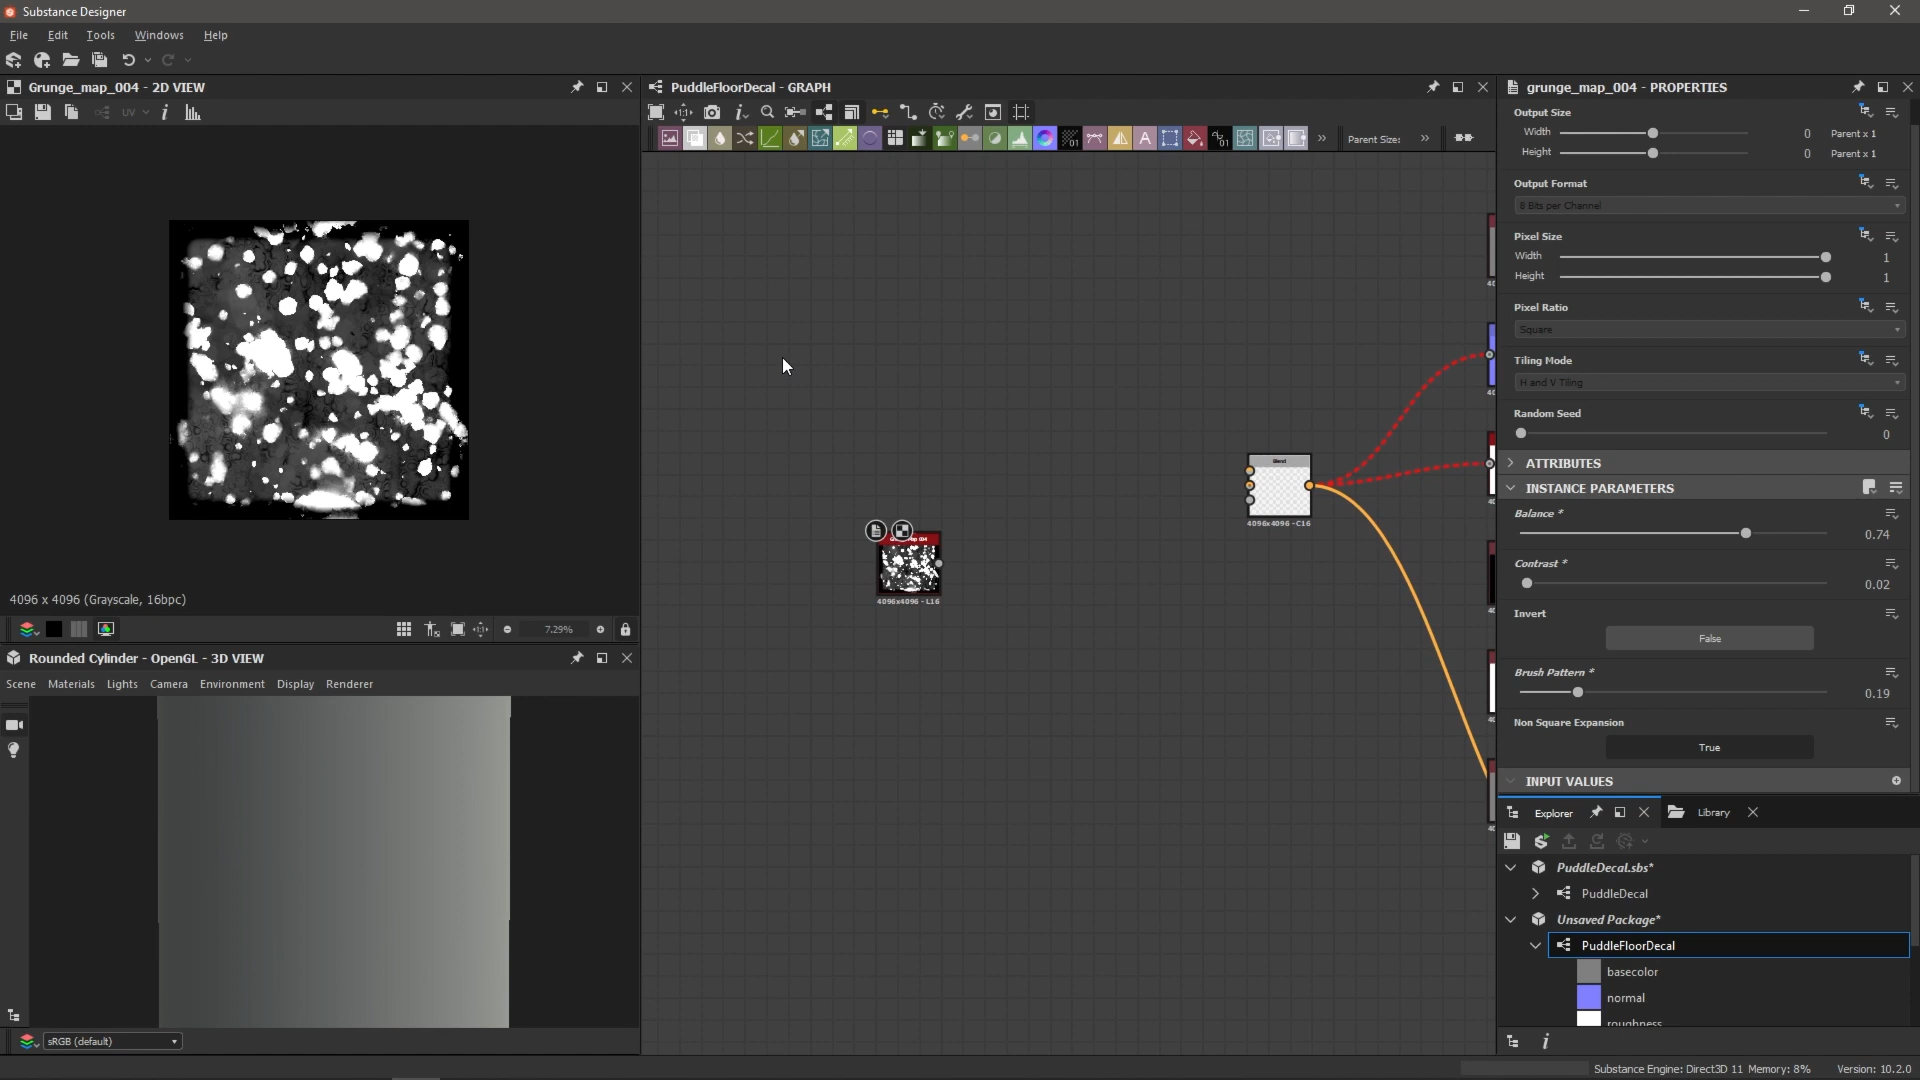 Substance Designer
File Edit Tools Windows Help
Grunge_map_004 - 2D VIEW
UV
4096 x 4096 (Grayscale, 16bpc)
7.29%
Rounded Cylinder - OpenGL - 3D VIEW
Scene Materials Lights Camera Environment Display Renderer
sRGB (default)
PuddleFloorDecal - GRAPH
Parent Size:
Blend
4096x4096 - C16
4096x4096 - L16
grunge_map_004 - PROPERTIES
Output Size
Width 0 Parent x 1
Height 0 Parent x 1
Output Format
8 Bits per Channel
Pixel Size
Width 1
Height 1
Pixel Ratio
Square
Tiling Mode
H and V Tiling
Random Seed
0
ATTRIBUTES
INSTANCE PARAMETERS
Balance *
0.74
Contrast *
0.02
Invert
False
Brush Pattern *
0.19
Non Square Expansion
True
INPUT VALUES
Explorer Library
PuddleDecal.sbs*
PuddleDecal
Unsaved Package*
PuddleFloorDecal
basecolor
normal
roughness
Substance Engine: Direct3D 11 Memory: 8% Version: 10.2.0